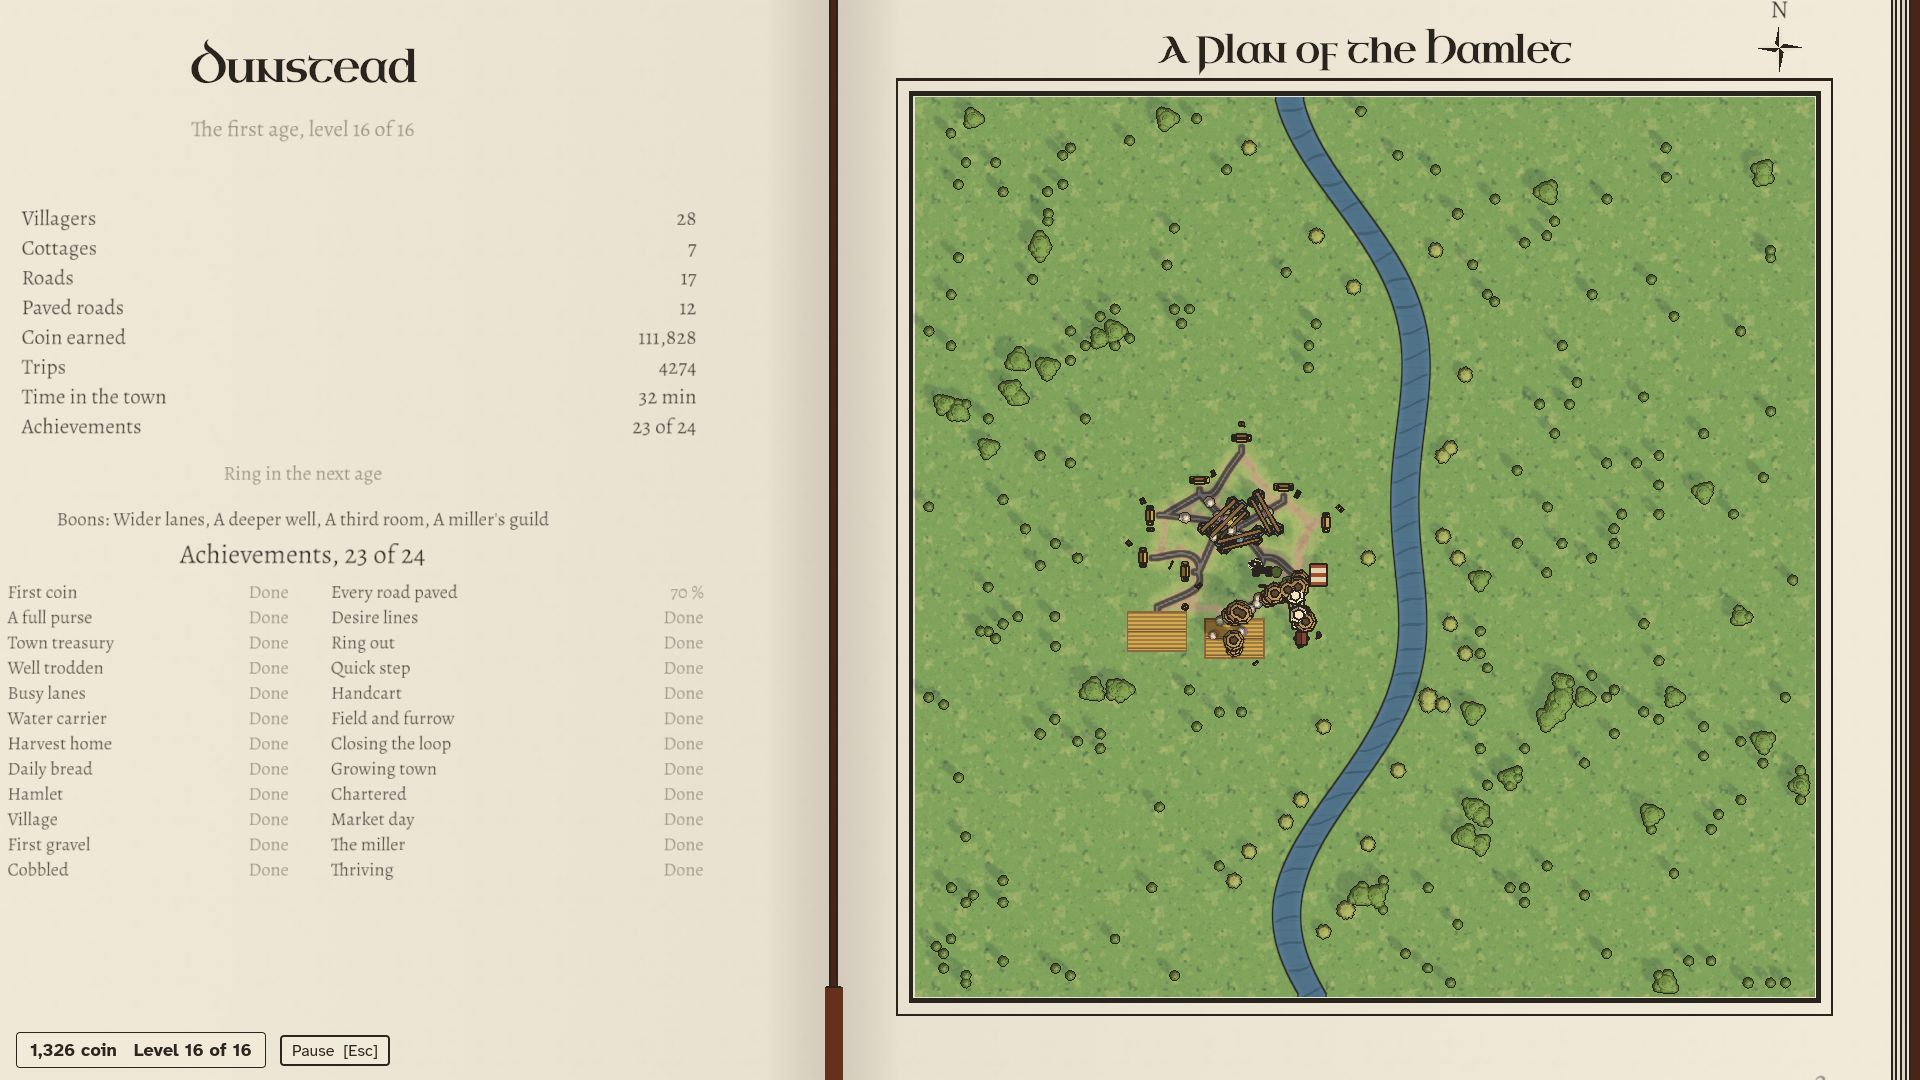 Dunstead
The first age, level 16 of 16
Villagers 28
Cottages 7
Roads 17
Paved roads 12
Coin earned 111,828
Trips 4274
Time in the town 32 min
Achievements 23 of 24
Ring in the next age
Boons: Wider lanes, A deeper well, A third room, A miller's guild
Achievements, 23 of 24
First coin Done Every road paved 70 %
A full purse Done Desire lines Done
Town treasury Done Ring out Done
Well trodden Done Quick step Done
Busy lanes Done Handcart Done
Water carrier Done Field and furrow Done
Harvest home Done Closing the loop Done
Daily bread Done Growing town Done
Hamlet Done Chartered Done
Village Done Market day Done
First gravel Done The miller Done
Cobbled Done Thriving Done
1,326 coin Level 16 of 16 Pause [Esc]
N
A Plan of the Hamlet